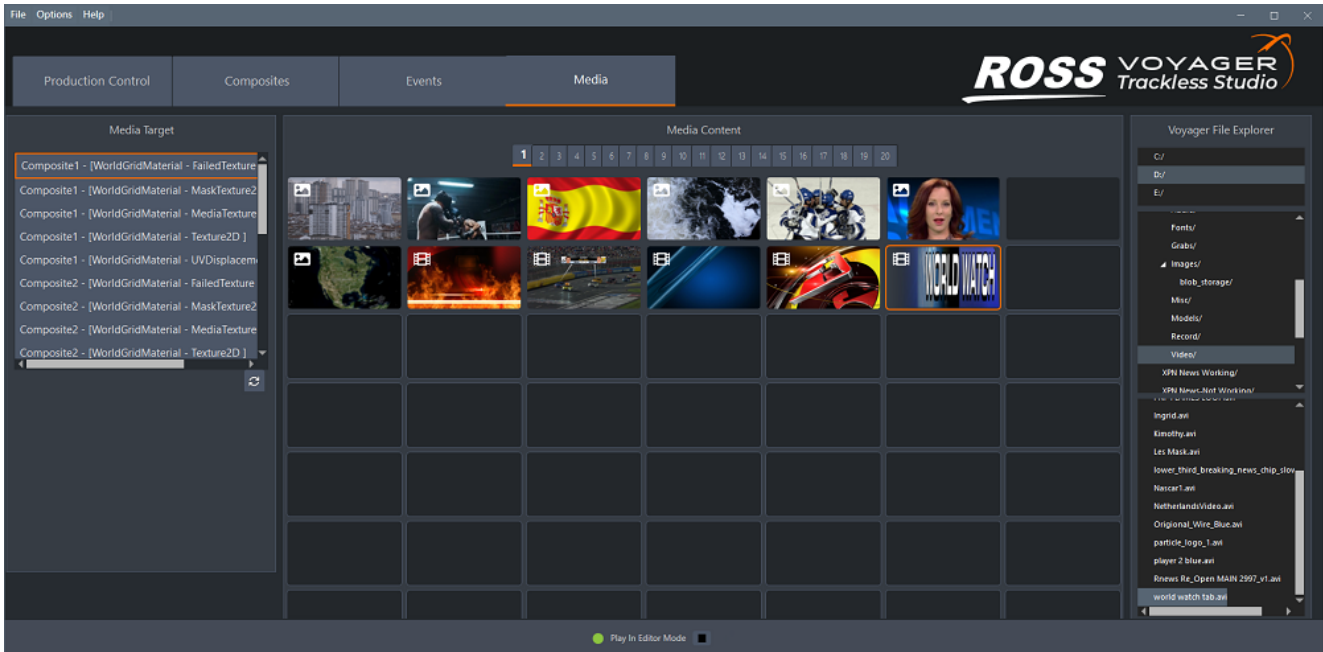 File Options Help
ROSS VOYAGER
Trackless Studio
Production Control Composites Events Media
Media Target
Composite1 - [WorldGridMaterial - FailedTexture
Composite1 - [WorldGridMaterial - MaskTexture2
Composite1 - [WorldGridMaterial - MediaTexture
Composite1 - [WorldGridMaterial - Texture2D ]
Composite1 - [WorldGridMaterial - UVDisplacem
Composite2 - [WorldGridMaterial - FailedTexture
Composite2 - [WorldGridMaterial - MaskTexture2
Composite2 - [WorldGridMaterial - MediaTexture
Composite2 - [WorldGridMaterial - Texture2D ]
Media Content
1 2 3 4 5 6 7 8 9 10 11 12 13 14 15 16 17 18 19 20
WORLD WATCH
Voyager File Explorer
C:/
D:/
E:/
Fonts/
Grabs/
Images/
blob_storage/
Misc/
Models/
Record/
Video/
XPN News Working/
XPN News-Not Working/
Ingrid.avi
Kimothy.avi
Les Mask.avi
lower_third_breaking_news_chip_slow
Nascar1.avi
NetherlandsVideo.avi
Origional_Wire_Blue.avi
particle_logo_1.avi
player 2 blue.avi
Rnews Re_Open MAIN 2997_v1.avi
world watch tab.avi
Play In Editor Mode